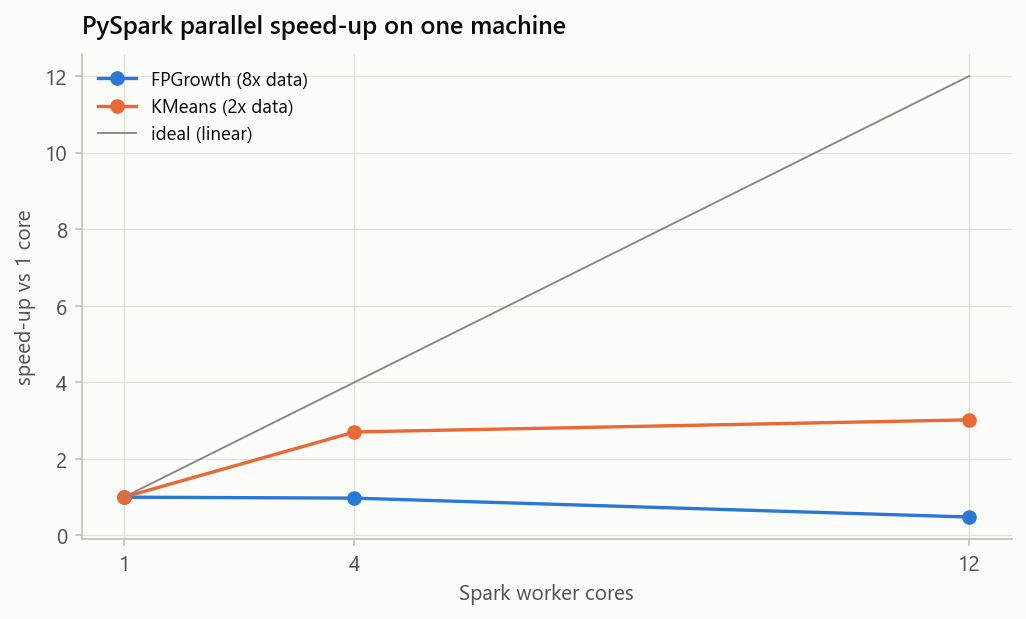 PySpark parallel speed-up on one machine
FPGrowth (8x data)
KMeans (2x data)
ideal (linear)
12
10
8
6
4
2
0
speed-up vs 1 core
1
4
12
Spark worker cores